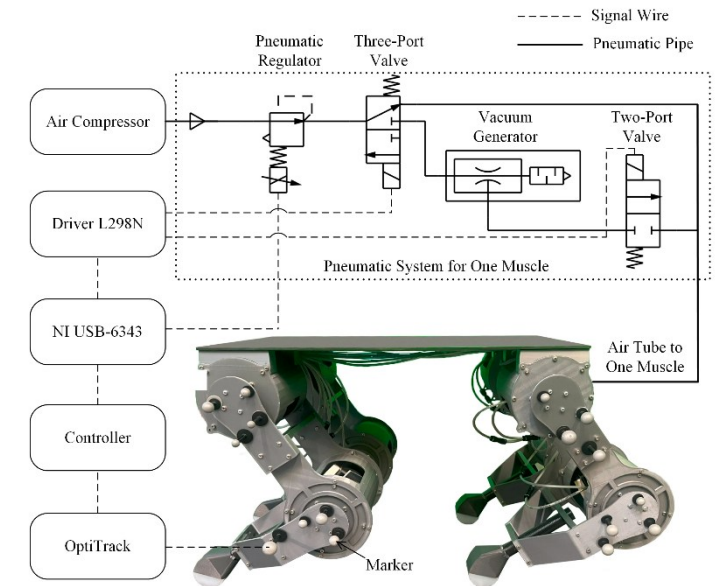 Signal Wire
Pneumatic Pipe
Pneumatic
Regulator
Three-Port
Valve
Air Compressor
Vacuum
Generator
Two-Port
Valve
Driver L298N
Pneumatic System for One Muscle
NI USB-6343
Air Tube to
One Muscle
Controller
OptiTrack
Marker